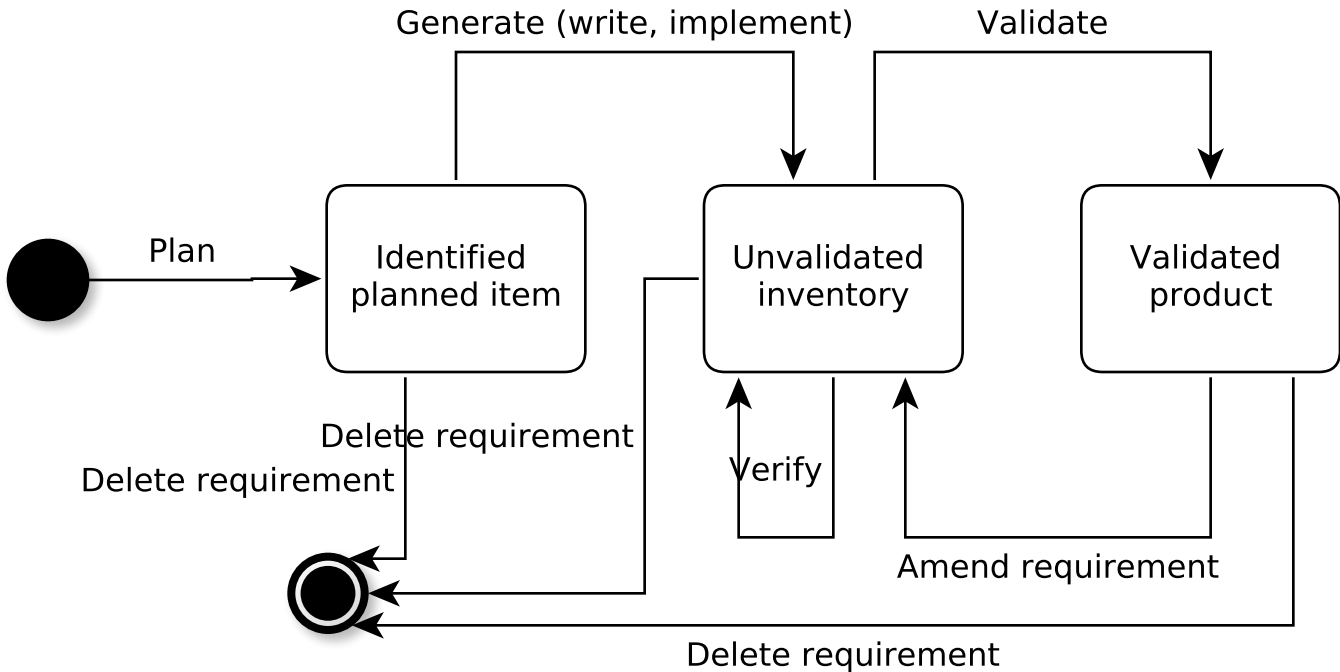 Generate (write, implement)
Validate
Plan
Identified
planned item
Unvalidated
inventory
Validated
product
Delete requirement
Delete requirement
Verify
Amend requirement
Delete requirement